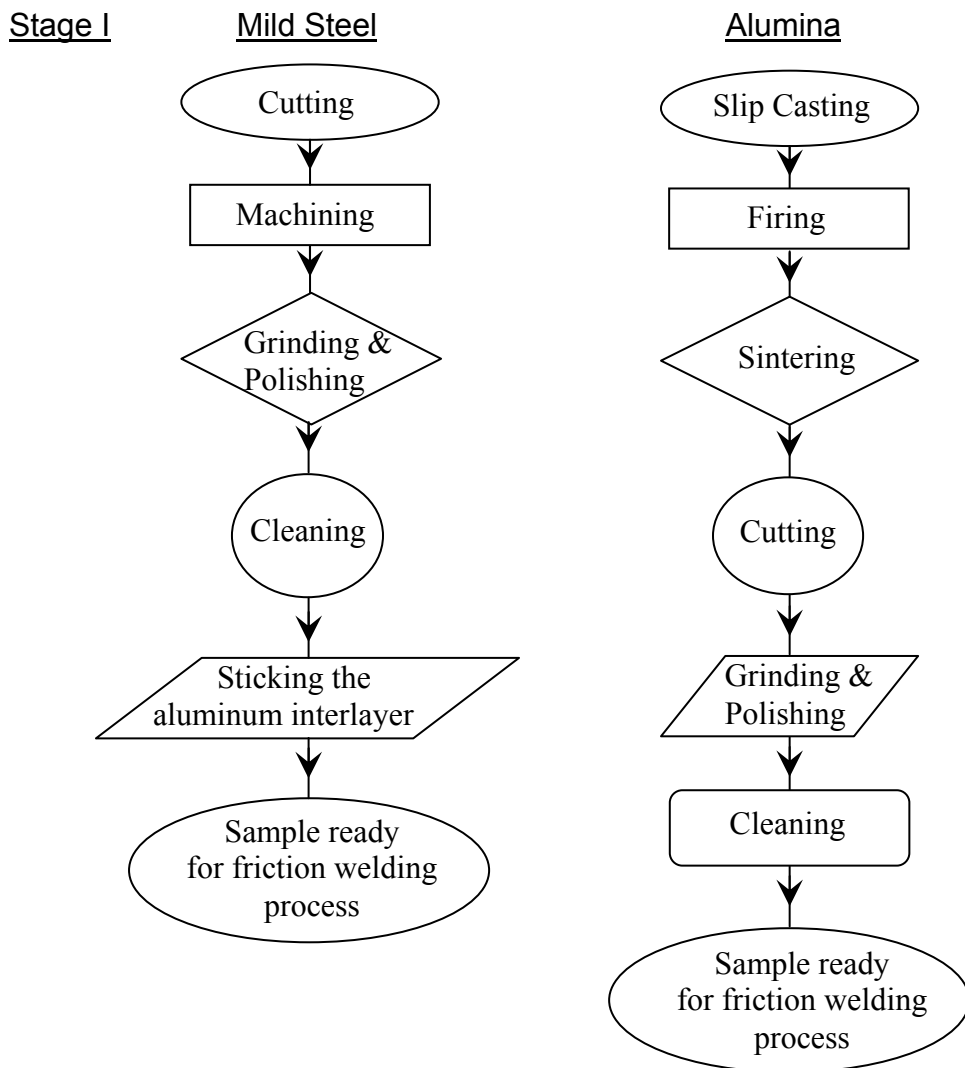 Stage I
Mild Steel
Cutting
Machining
Grinding &
Polishing
Cleaning
Sticking the
aluminum interlayer
Sample ready
for friction welding
process
Alumina
Slip Casting
Firing
Sintering
Cutting
Grinding &
Polishing
Cleaning
Sample ready
for friction welding
process